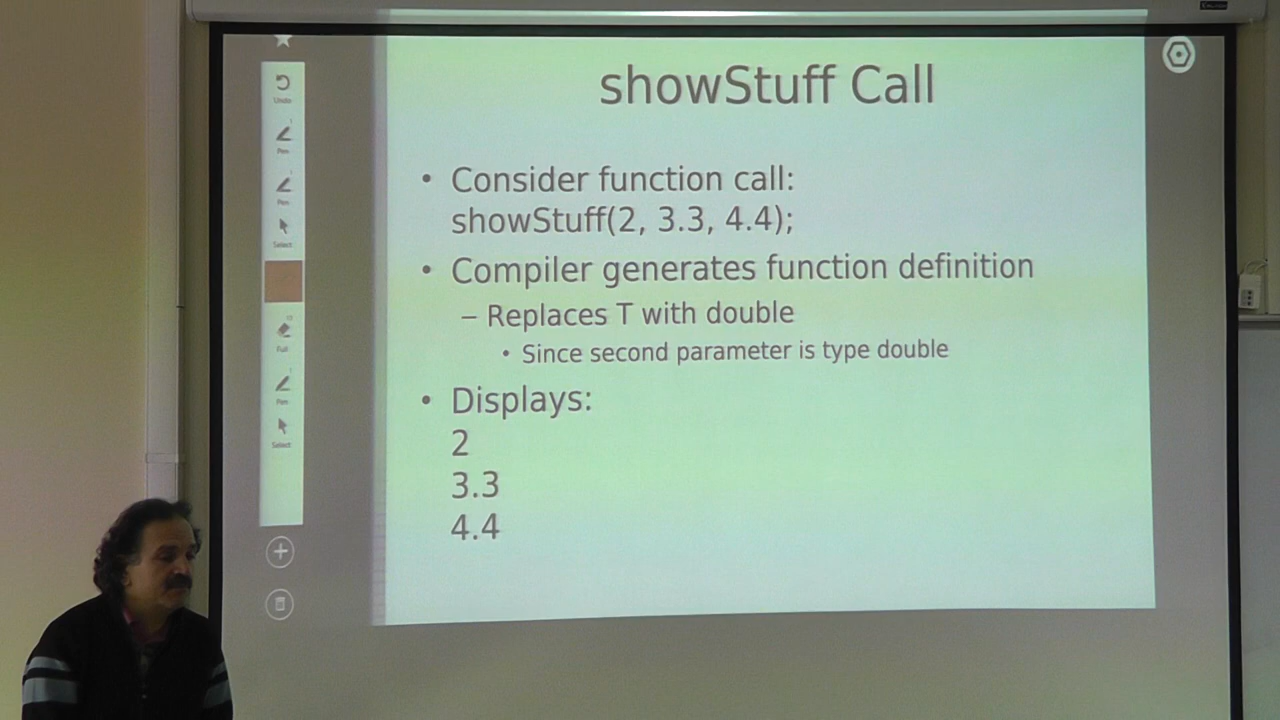 showStuff Call
Undo
Pen
Pen
Select
Full
Pen
Select
• Consider function call:
showStuff(2, 3.3, 4.4);
• Compiler generates function definition
– Replaces T with double
• Since second parameter is type double
• Displays:
2
3.3
4.4